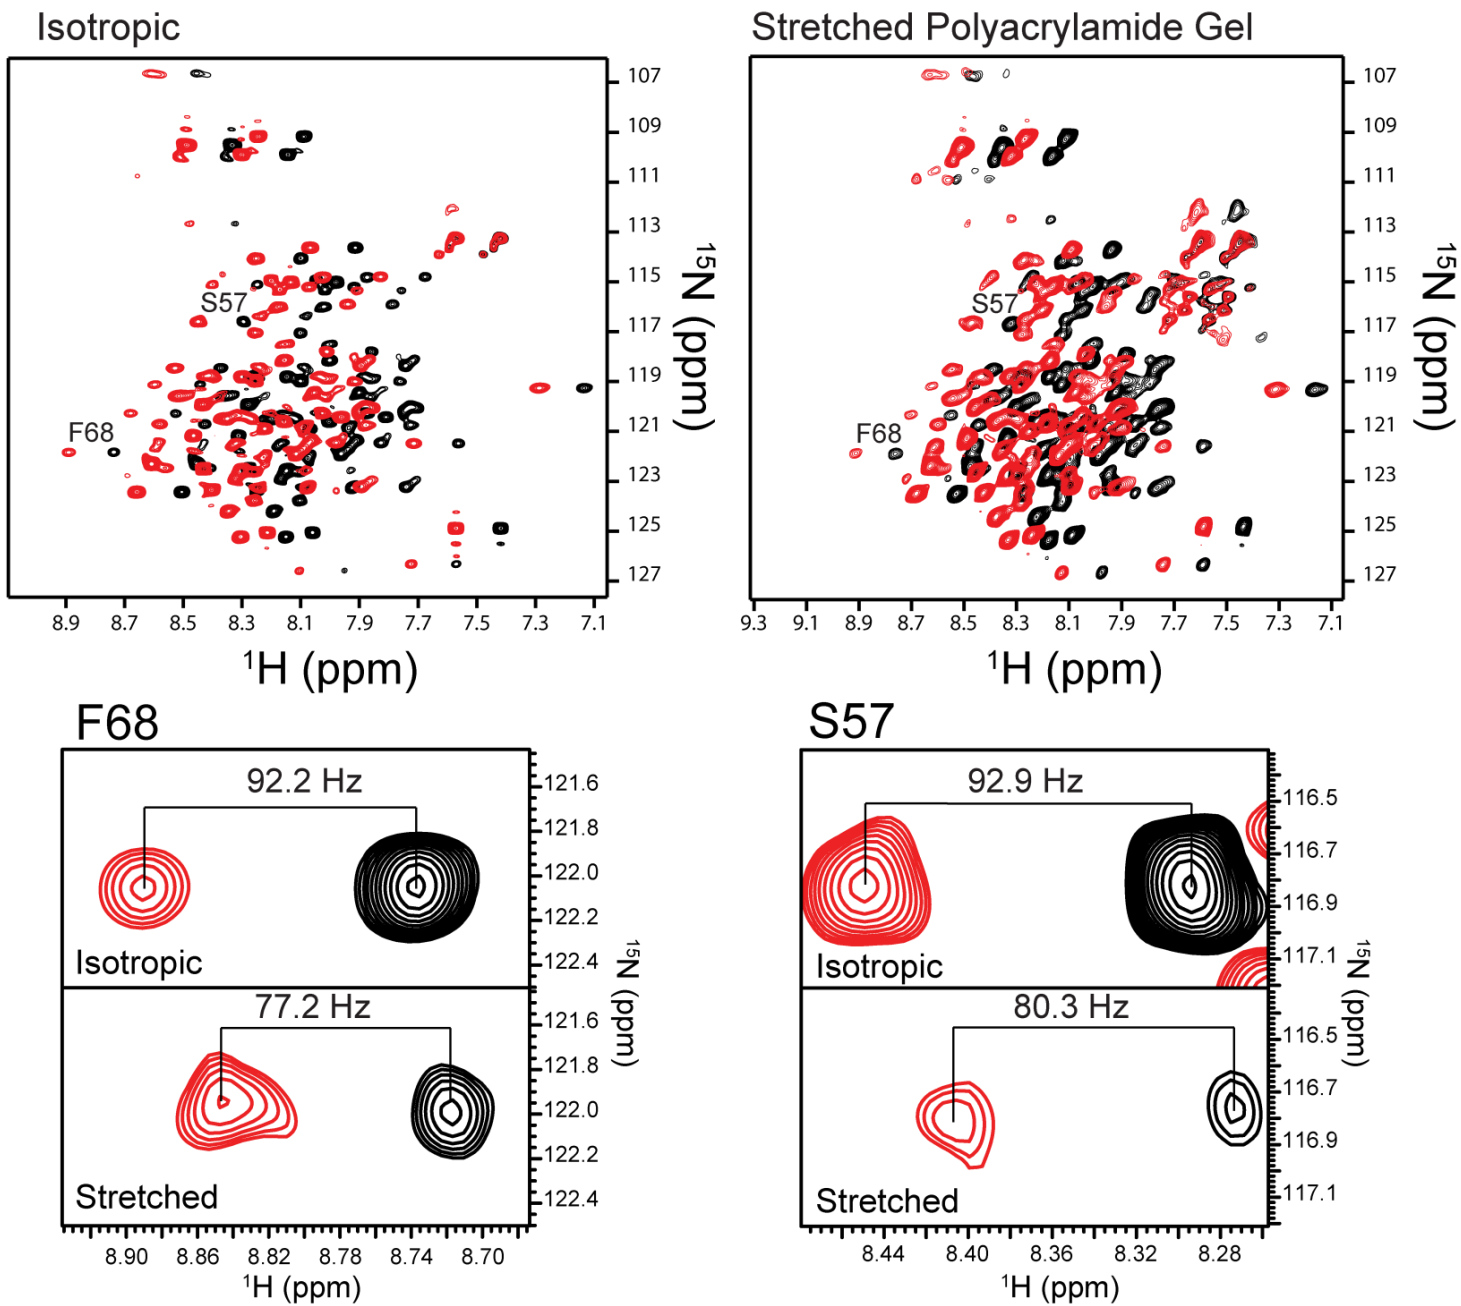 Isotropic
Stretched Polyacrylamide Gel
107
109
111
113
115
117
119
121
123
125
127
15N (ppm)
S57
F68
8.9 8.7 8.5 8.3 8.1 7.9 7.7 7.5 7.3 7.1
1H (ppm)
107
109
111
113
115
117
119
121
123
125
127
15N (ppm)
S57
F68
9.3 9.1 8.9 8.7 8.5 8.3 8.1 7.9 7.7 7.5 7.3 7.1
1H (ppm)
F68
92.2 Hz
Isotropic
121.6
121.8
122.0
122.2
122.4
77.2 Hz
Stretched
121.6
121.8
122.0
122.2
122.4
15N (ppm)
8.90 8.86 8.82 8.78 8.74 8.70
1H (ppm)
S57
92.9 Hz
Isotropic
116.5
116.7
116.9
117.1
80.3 Hz
Stretched
116.5
116.7
116.9
117.1
15N (ppm)
8.44 8.40 8.36 8.32 8.28
1H (ppm)